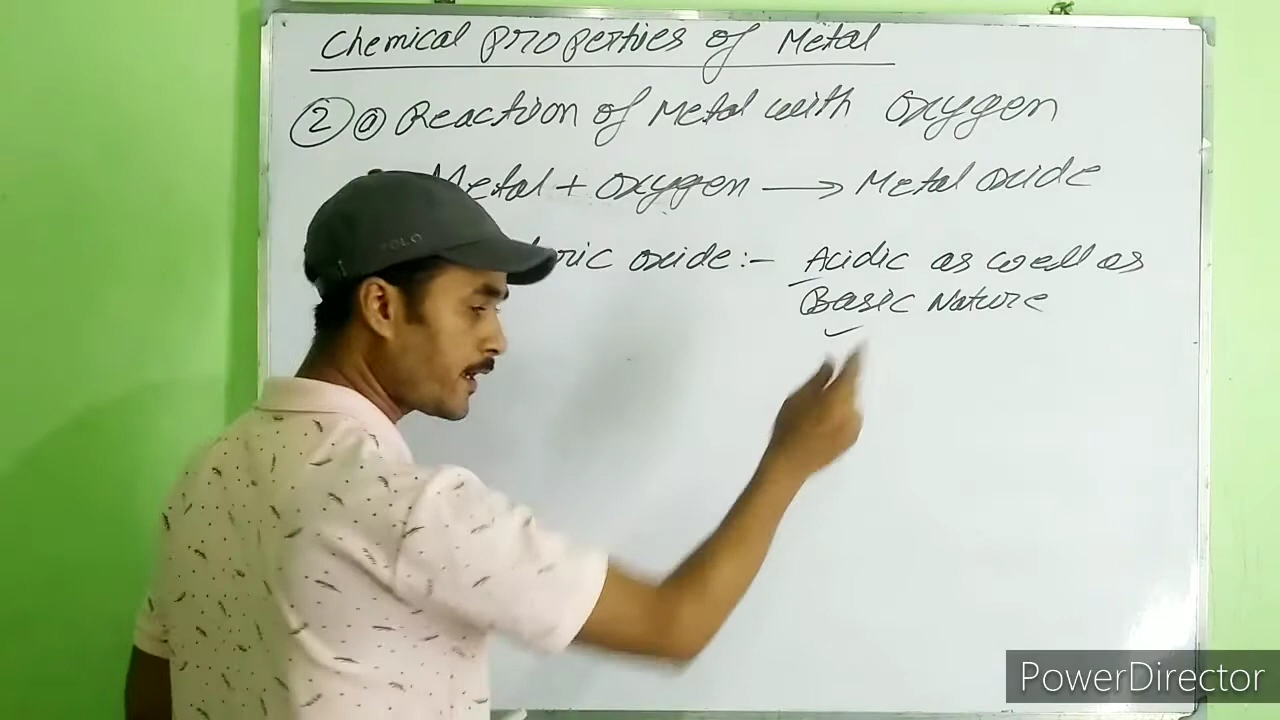 Chemical Properties of Metal
② ⓐ Reaction of Metal with Oxygen
Metal + Oxygen → Metal oxide
oxide:- Acidic as well as
Basic Nature
POLO
PowerDirector